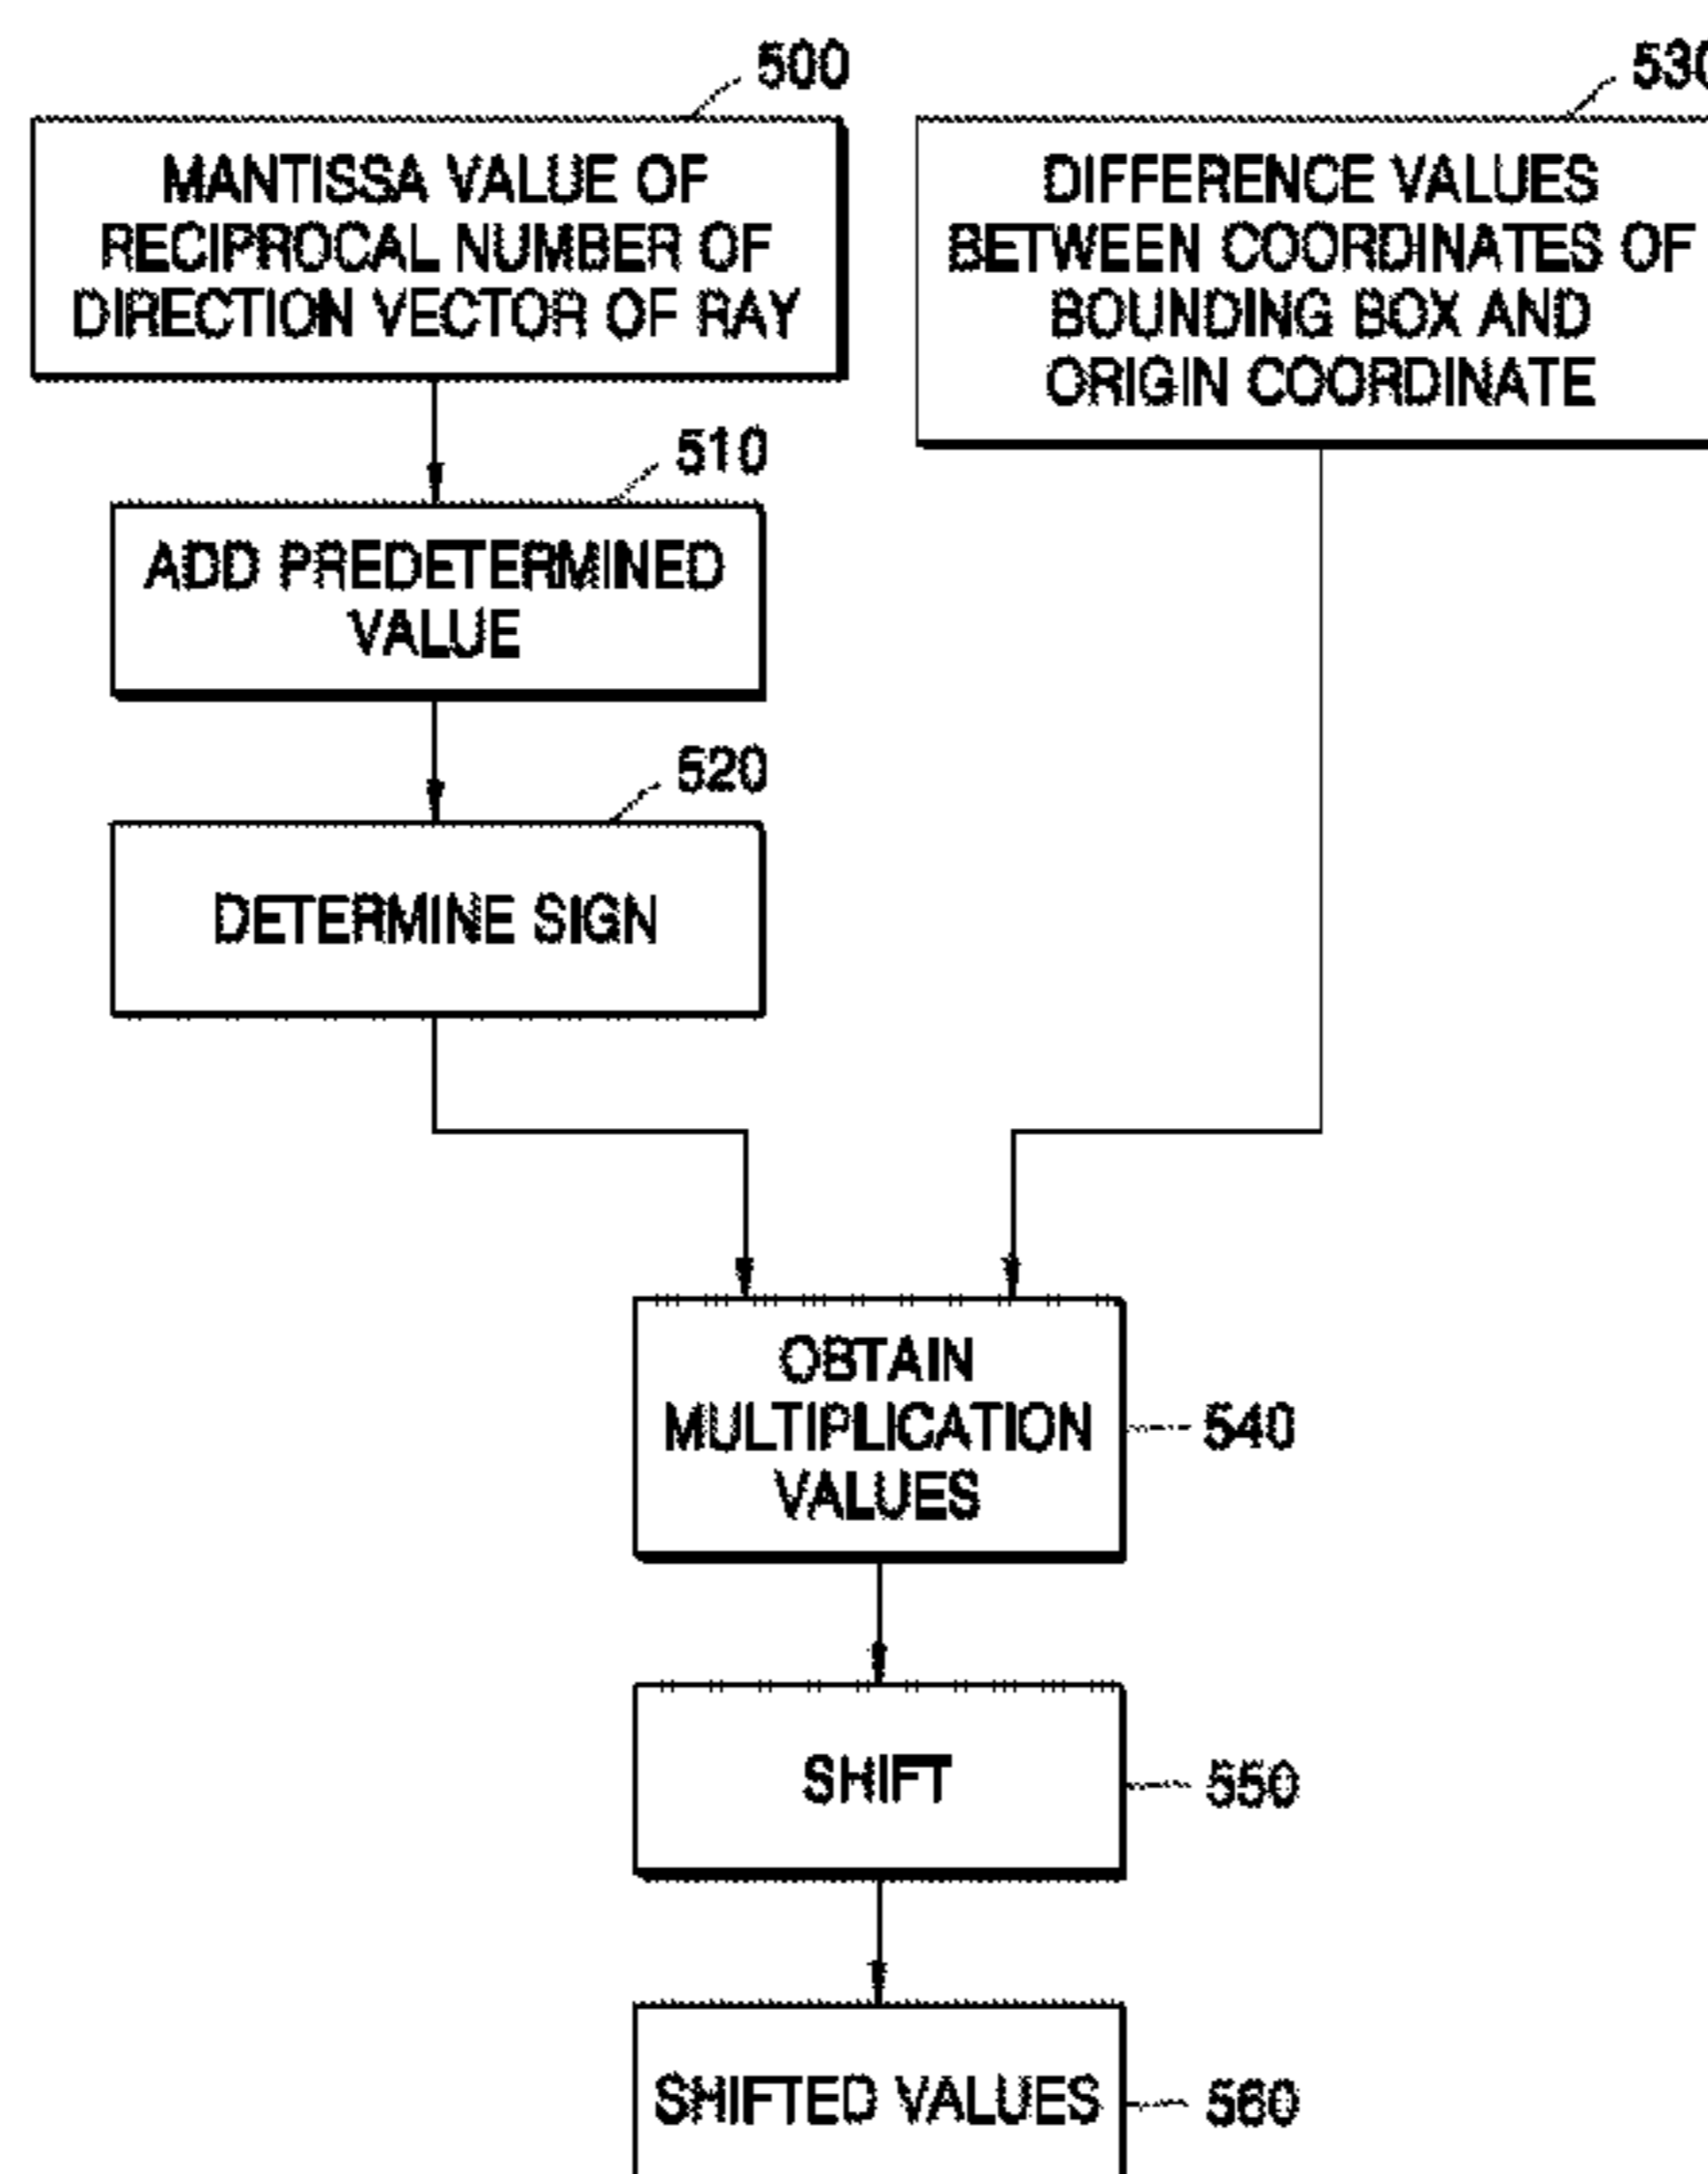 500
MANTISSA VALUE OF
RECIPROCAL NUMBER OF
DIRECTION VECTOR OF RAY
530
DIFFERENCE VALUES
BETWEEN COORDINATES OF
BOUNDING BOX AND
ORIGIN COORDINATE
510
ADD PREDETERMINED
VALUE
520
DETERMINE SIGN
OBTAIN
MULTIPLICATION
VALUES
540
SHIFT
550
SHIFTED VALUES
560